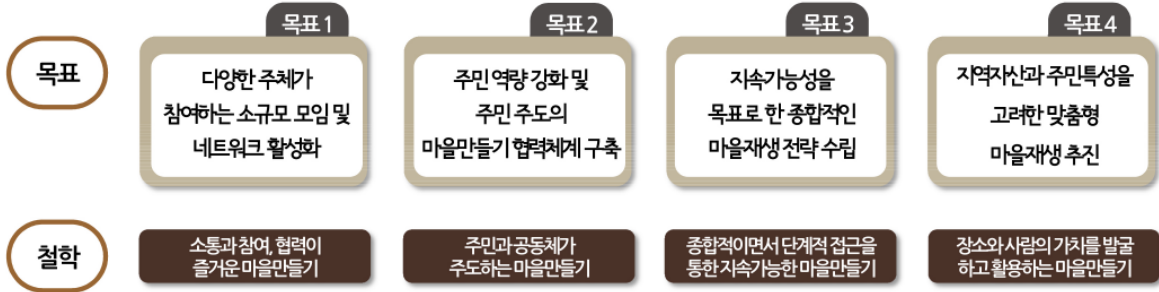 목표
목표1
다양한 주체가
참여하는 소규모 모임 및
네트워크 활성화
목표2
주민 역량 강화 및
주민 주도의
마을만들기 협력체계 구축
목표3
지속가능성을
목표로 한 종합적인
마을재생 전략 수립
목표4
지역자산과 주민특성을
고려한 맞춤형
마을재생 추진
철학
소통과 참여, 협력이
즐거운 마을만들기
주민과 공동체가
주도하는 마을만들기
종합적이면서 단계적 접근을
통한 지속가능한 마을만들기
장소와 사람의 가치를 발굴
하고 활용하는 마을만들기